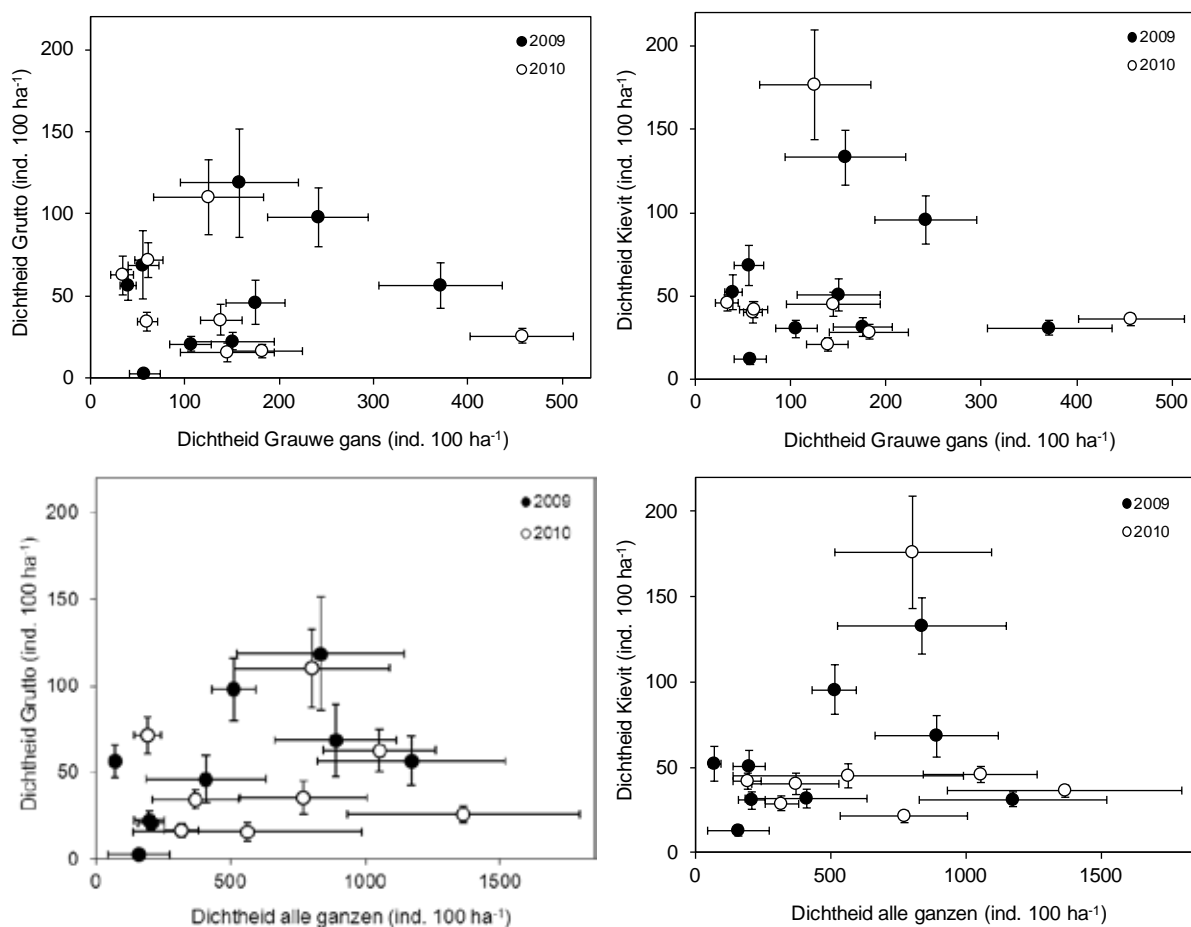 Dichtheid Grutto (ind. 100 ha-1)
200
150
100
50
0
2009
2010
0 100 200 300 400 500
Dichtheid Grauwe gans (ind. 100 ha-1)
Dichtheid Kievit (ind. 100 ha-1)
200
150
100
50
0
2009
2010
0 100 200 300 400 500
Dichtheid Grauwe gans (ind. 100 ha-1)
Dichtheid Grutto (ind. 100 ha-1)
200
150
100
50
0
2009
2010
0 500 1000 1500
Dichtheid alle ganzen (ind. 100 ha-1)
Dichtheid Kievit (ind. 100 ha-1)
200
150
100
50
0
2009
2010
0 500 1000 1500
Dichtheid alle ganzen (ind. 100 ha-1)